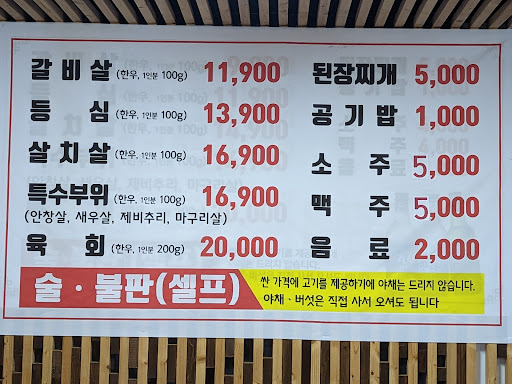 갈비살 (한우, 1인분 100g) 11,900
등심 (한우, 1인분 100g) 13,900
살치살 (한우, 1인분 100g) 16,900
특수부위 (한우, 1인분 100g) 16,900
(안창살, 새우살, 제비추리, 마구리살)
육회 (한우, 1인분 200g) 20,000
된장찌개 5,000
공기밥 1,000
소주 5,000
맥주 5,000
음료 2,000
술·불판(셀프)
싼 가격에 고기를 제공하기에 야채는 드리지 않습니다.
야채·버섯은 직접 사서 오셔도 됩니다